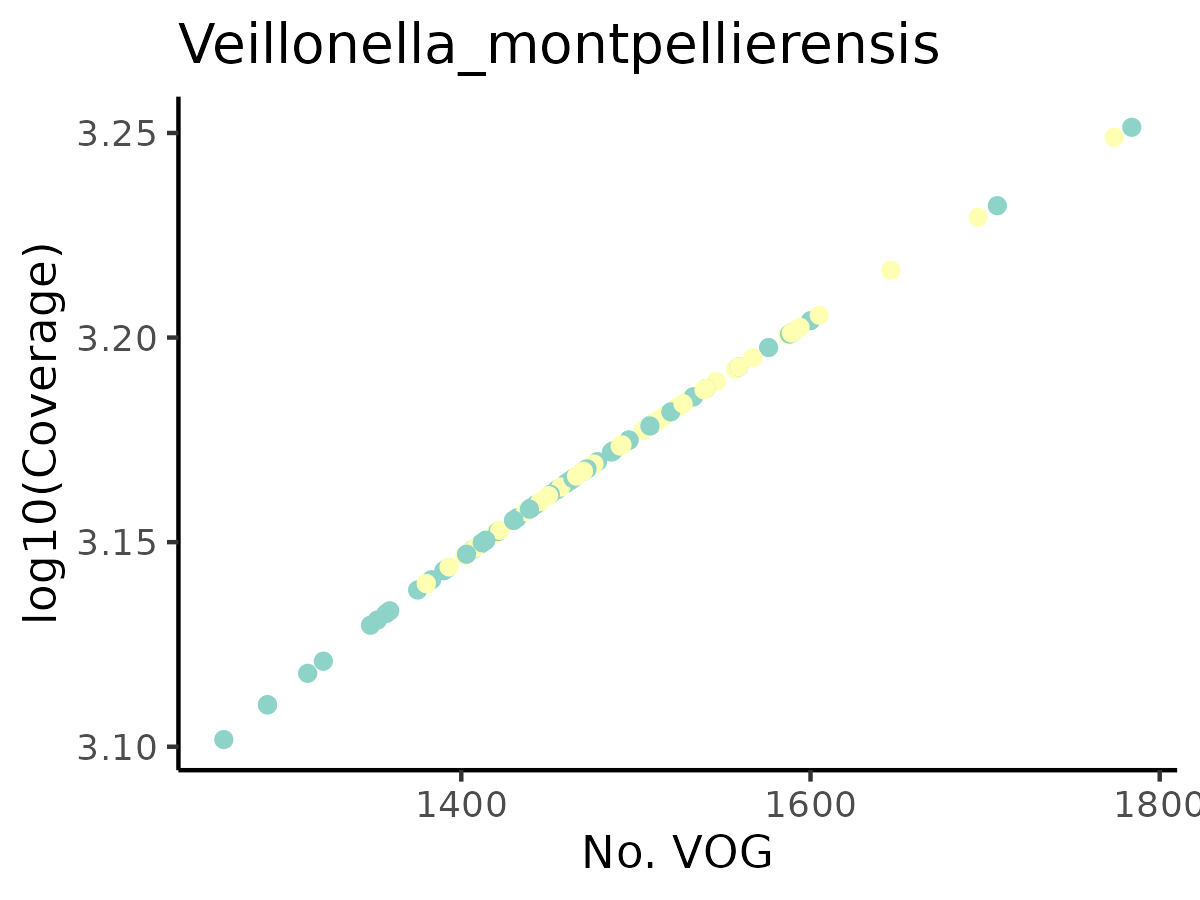 Veillonella_montpellierensis
3.25
3.20
3.15
3.10
log10(Coverage)
1400 1600 1800
No. VOG